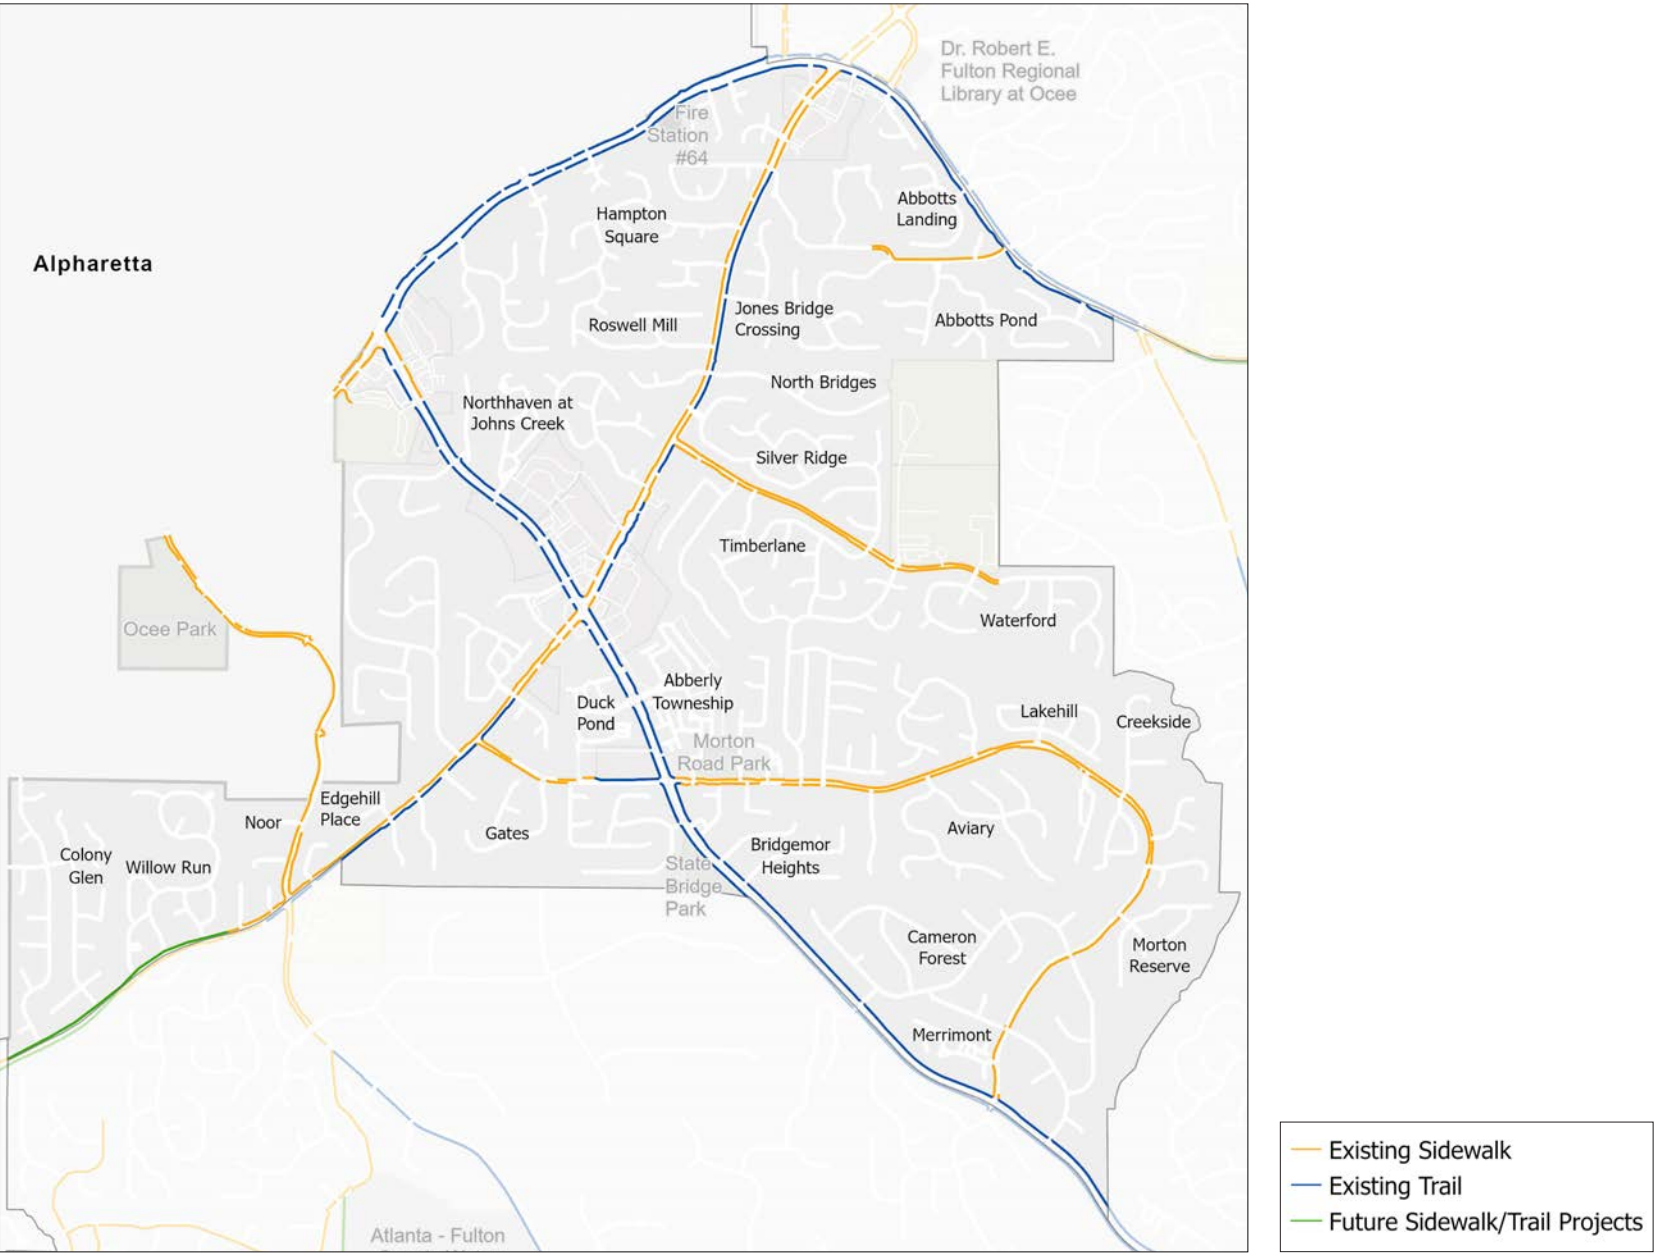 Dr. Robert E.
Fulton Regional
Library at Ocee
Fire
Station
#64
Abbotts
Landing
Hampton
Square
Alpharetta
Jones Bridge
Crossing
Roswell Mill
Abbotts Pond
North Bridges
Northhaven at
Johns Creek
Silver Ridge
Timberlane
Ocee Park
Waterford
Abberly
Towneship
Duck
Pond
Lakehill
Creekside
Morton
Road Park
Edgehill
Place
Noor
Gates
Aviary
Bridgemor
Heights
Colony
Glen
Willow Run
State
Bridge
Park
Cameron
Forest
Morton
Reserve
Merrimont
Atlanta - Fulton
Existing Sidewalk
Existing Trail
Future Sidewalk/Trail Projects